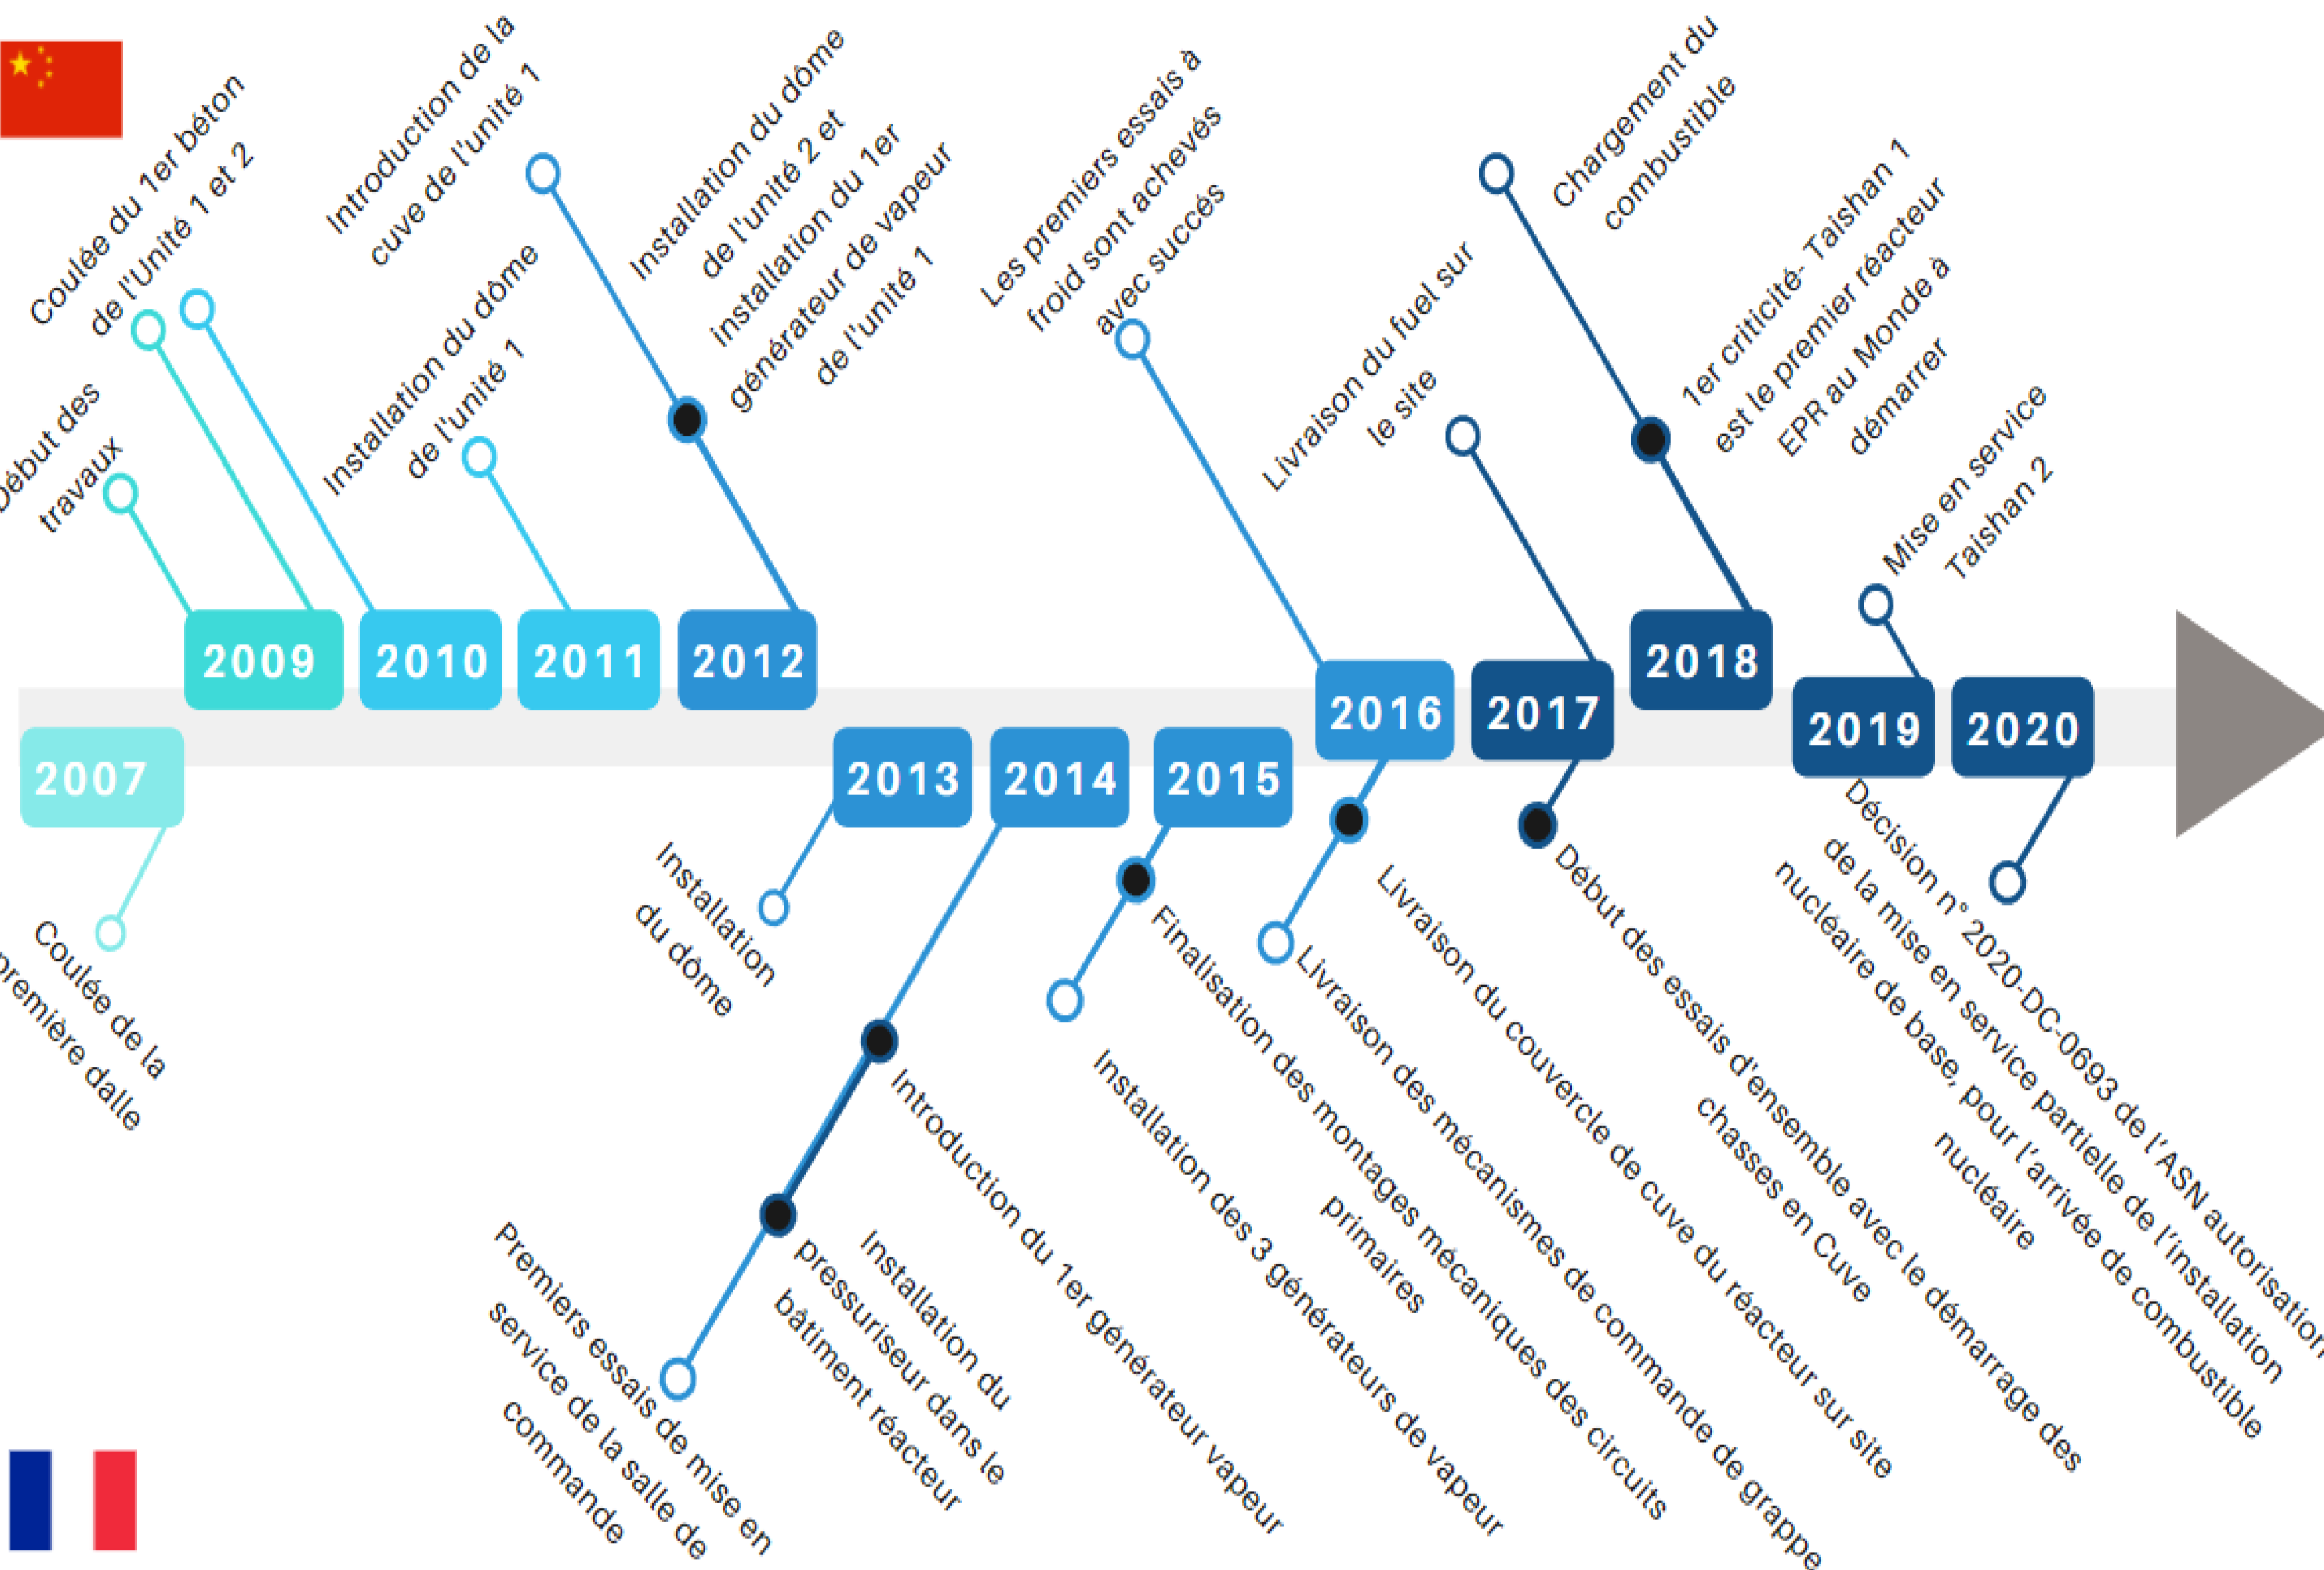 Début des
travaux
Coulée du 1er béton
de l'Unité 1 et 2
Introduction de la
cuve de l'unité 1
Installation du dôme
de l'unité 1
Installation du dôme
de l'unité 2 et
installation du 1er
générateur de vapeur
de l'unité 1
Les premiers essais à
froid sont achevés
avec succés
Livraison du fuel sur
le site
Chargement du
combustible
1er criticité- Taishan 1
est le premier réacteur
EPR au Monde à
démarrer
Mise en service
Taishan 2
2009
2010
2011
2012
2016
2017
2018
2019
2020
2007
2013
2014
2015
Coulée de la
première dalle
Installation
du dôme
Premiers essais de mise en
service de la salle de
commande
Installation du
pressuriseur dans le
bâtiment réacteur
Introduction du 1er générateur vapeur
Installation des 3 générateurs de vapeur
Finalisation des montages mécaniques des circuits
primaires
Livraison des mécanismes de commande de grappe
Livraison du couvercle de cuve du réacteur sur site
Début des essais d'ensemble avec le démarrage des
chasses en Cuve
Décision n° 2020-DC-0693 de l'ASN autorisation
de la mise en service partielle de l'installation
nucléaire de base, pour l'arrivée de combustible
nucléaire